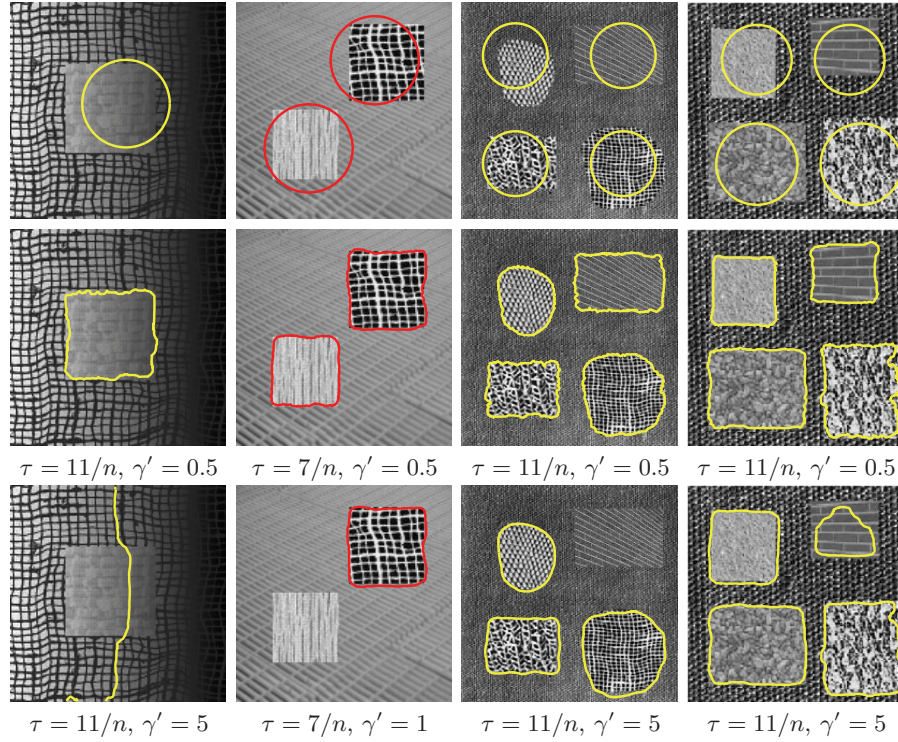 τ = 11/n, γ′ = 0.5 τ = 7/n, γ′ = 0.5 τ = 11/n, γ′ = 0.5 τ = 11/n, γ′ = 0.5
τ = 11/n, γ′ = 5 τ = 7/n, γ′ = 1 τ = 11/n, γ′ = 5 τ = 11/n, γ′ = 5